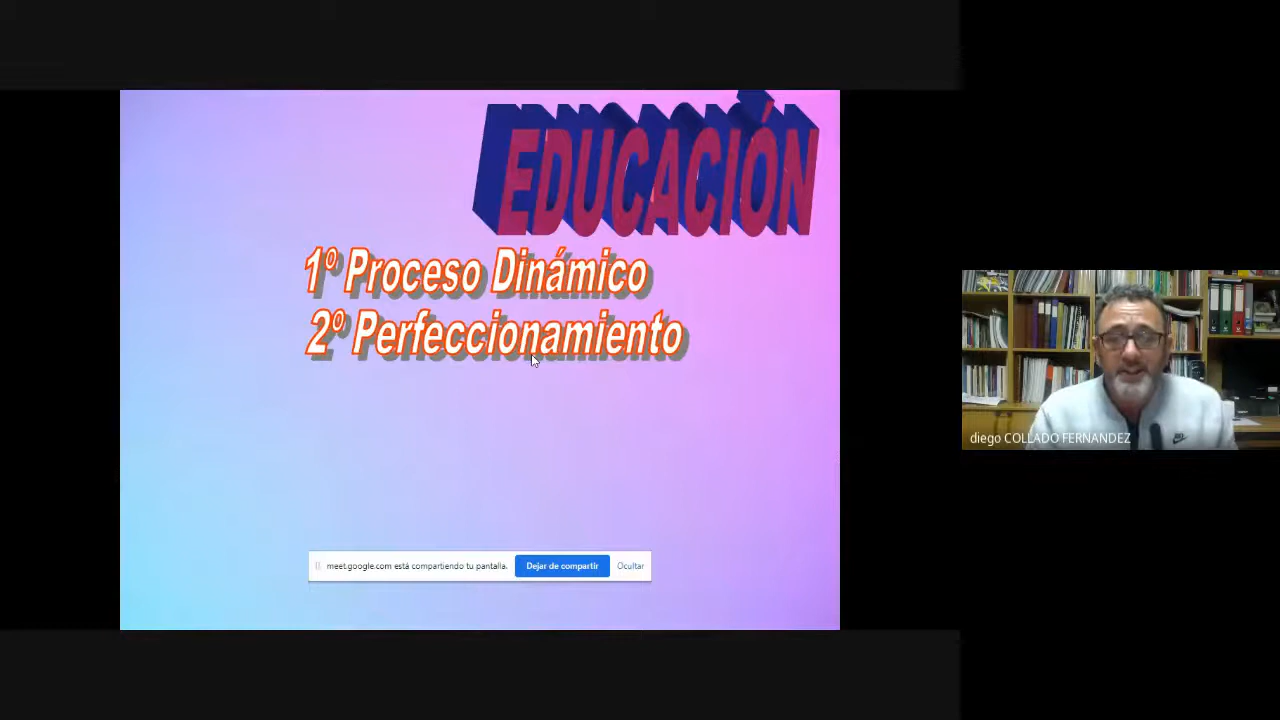 EDUCACIÓN
1º Proceso Dinámico
2º Perfeccionamiento
diego COLLADO FERNANDEZ
meet.google.com está compartiendo tu pantalla.
Dejar de compartir
Ocultar